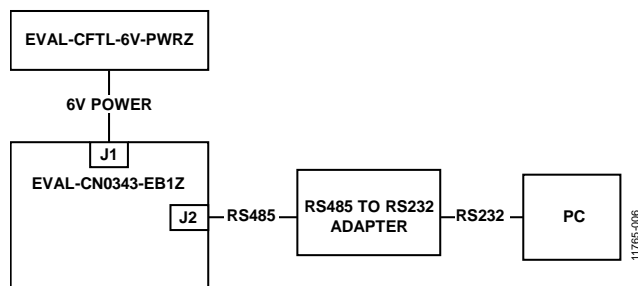 EVAL-CFTL-6V-PWRZ
6V POWER
J1
EVAL-CN0343-EB1Z
J2
RS485
RS485 TO RS232
ADAPTER
RS232
PC
11765-006